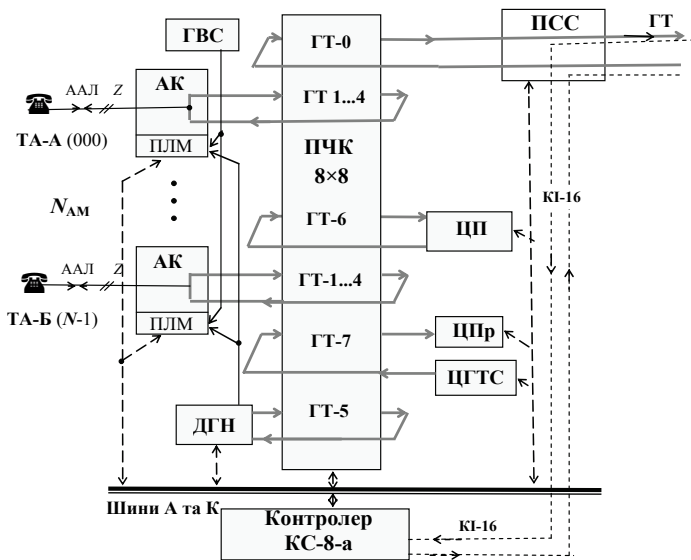 ГВС
ГТ-0
ПСС
ГТ
ААЛ
Z
АК
ГТ 1...4
ТА-А (000)
ПЛМ
ПЧК
8×8
N АМ
КІ-16
ГТ-6
ЦП
ААЛ
Z
АК
ГТ-1...4
ТА-Б (N-1)
ПЛМ
ГТ-7
ЦПр
ЦГТС
ДГН
ГТ-5
Шини А та К
Контролер
КС-8-а
КІ-16